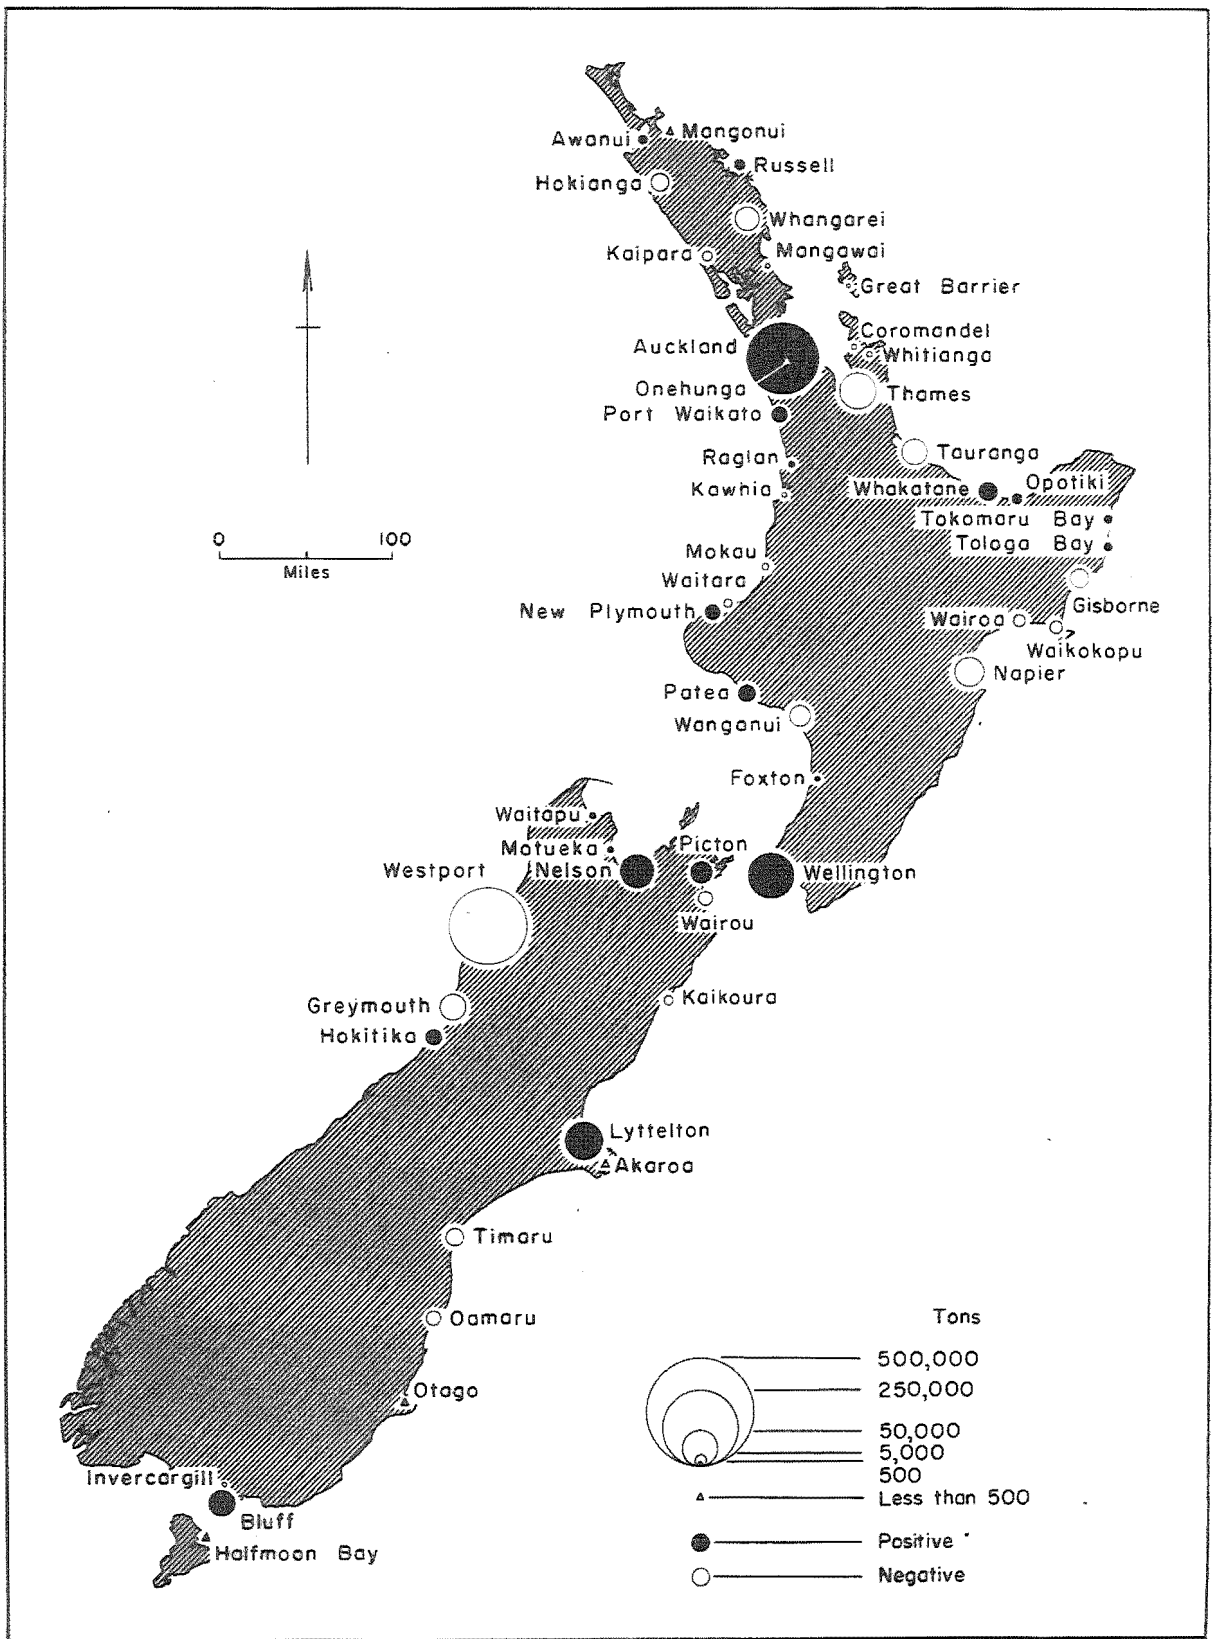 Awanui
Mangonui
Russell
Hokianga
Whangarei
Kaipara
Mangawai
Great Barrier
Auckland
Coromandel
Whitianga
Onehunga
Thames
Port Waikato
Raglan
Tauranga
Kawhia
Whakatane
Opotiki
Tokomaru Bay
Tologa Bay
0 100
Miles
Mokau
Waitara
New Plymouth
Gisborne
Wairoa
Waikokopu
Napier
Patea
Wanganui
Foxton
Waitapu
Motueka
Picton
Westport
Nelson
Wellington
Wairou
Kaikoura
Greymouth
Hokitika
Lyttelton
Akaroa
Timaru
Oamaru
Otago
Invercargill
Bluff
Halfmoon Bay
Tons
500,000
250,000
50,000
5,000
500
Less than 500
Positive
Negative